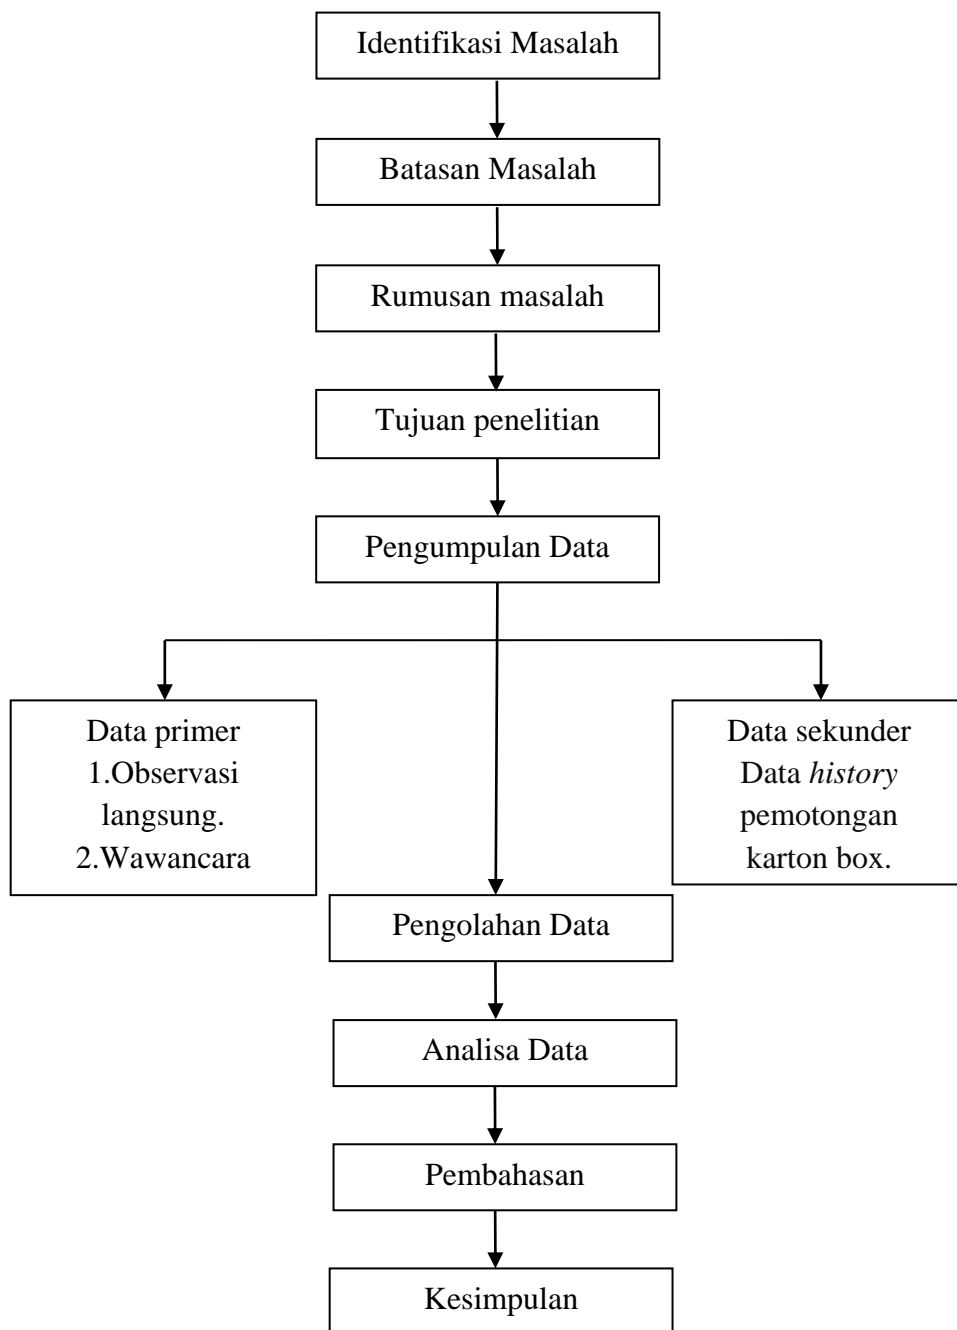 Identifikasi Masalah
Batasan Masalah
Rumusan masalah
Tujuan penelitian
Pengumpulan Data
Data primer
1.Observasi
langsung.
2.Wawancara
Data sekunder
Data history
pemotongan
karton box.
Pengolahan Data
Analisa Data
Pembahasan
Kesimpulan